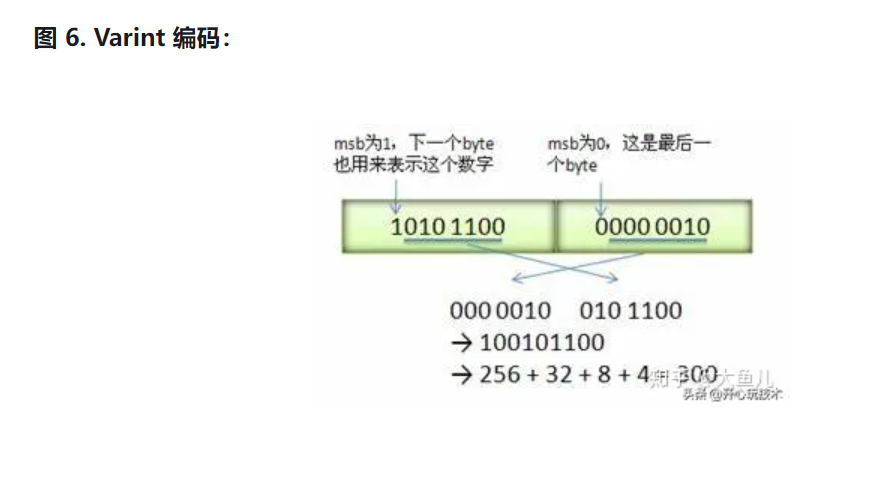 图 6. Varint 编码：
msb为1，下一个byte
也用来表示这个数字
msb为0，这是最后一
个byte
1010 1100
0000 0010
000 0010 010 1100
→ 100101100
→ 256 + 32 + 8 + 4 = 300
知乎 @大鱼儿
头条 @开心玩技术